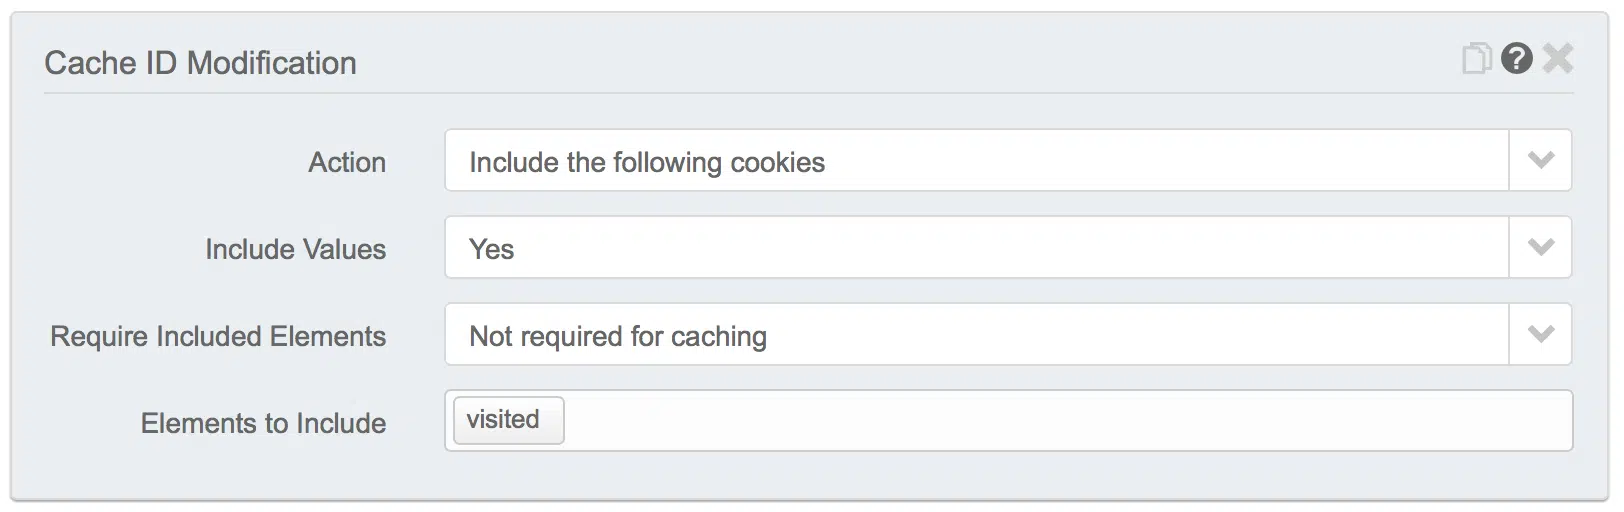 Cache ID Modification
?
Action Include the following cookies
Include Values Yes
Require Included Elements Not required for caching
Elements to Include visited